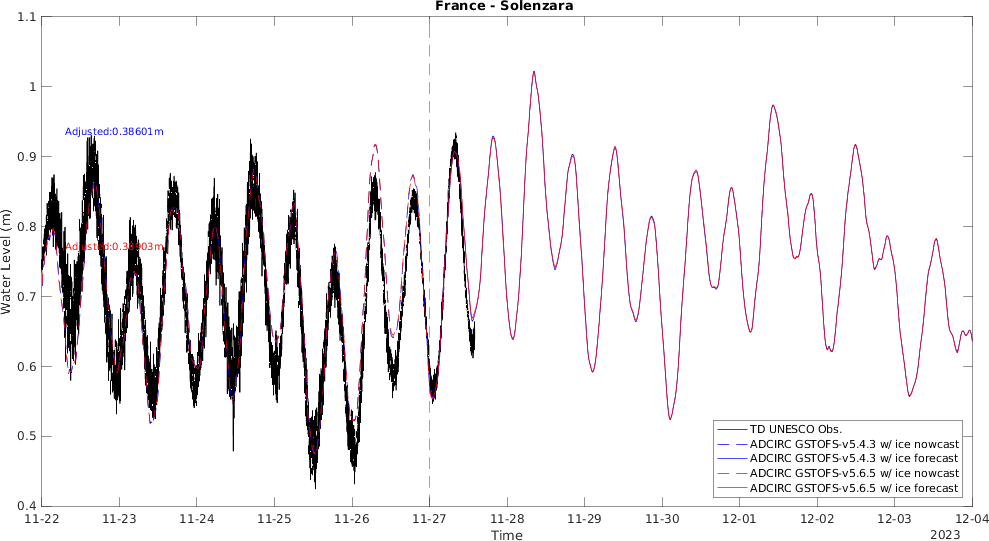 France - Solenzara
1.1
1
0.9
0.8
0.7
0.6
0.5
0.4
Water Level (m)
Adjusted:0.38601m
TD UNESCO Obs.
ADCIRC GSTOFS-v5.4.3 w/ ice nowcast
ADCIRC GSTOFS-v5.4.3 w/ ice forecast
ADCIRC GSTOFS-v5.6.5 w/ ice nowcast
ADCIRC GSTOFS-v5.6.5 w/ ice forecast
11-22 11-23 11-24 11-25 11-26 11-27 11-28 11-29 11-30 12-01 12-02 12-03 12-04
Time
2023